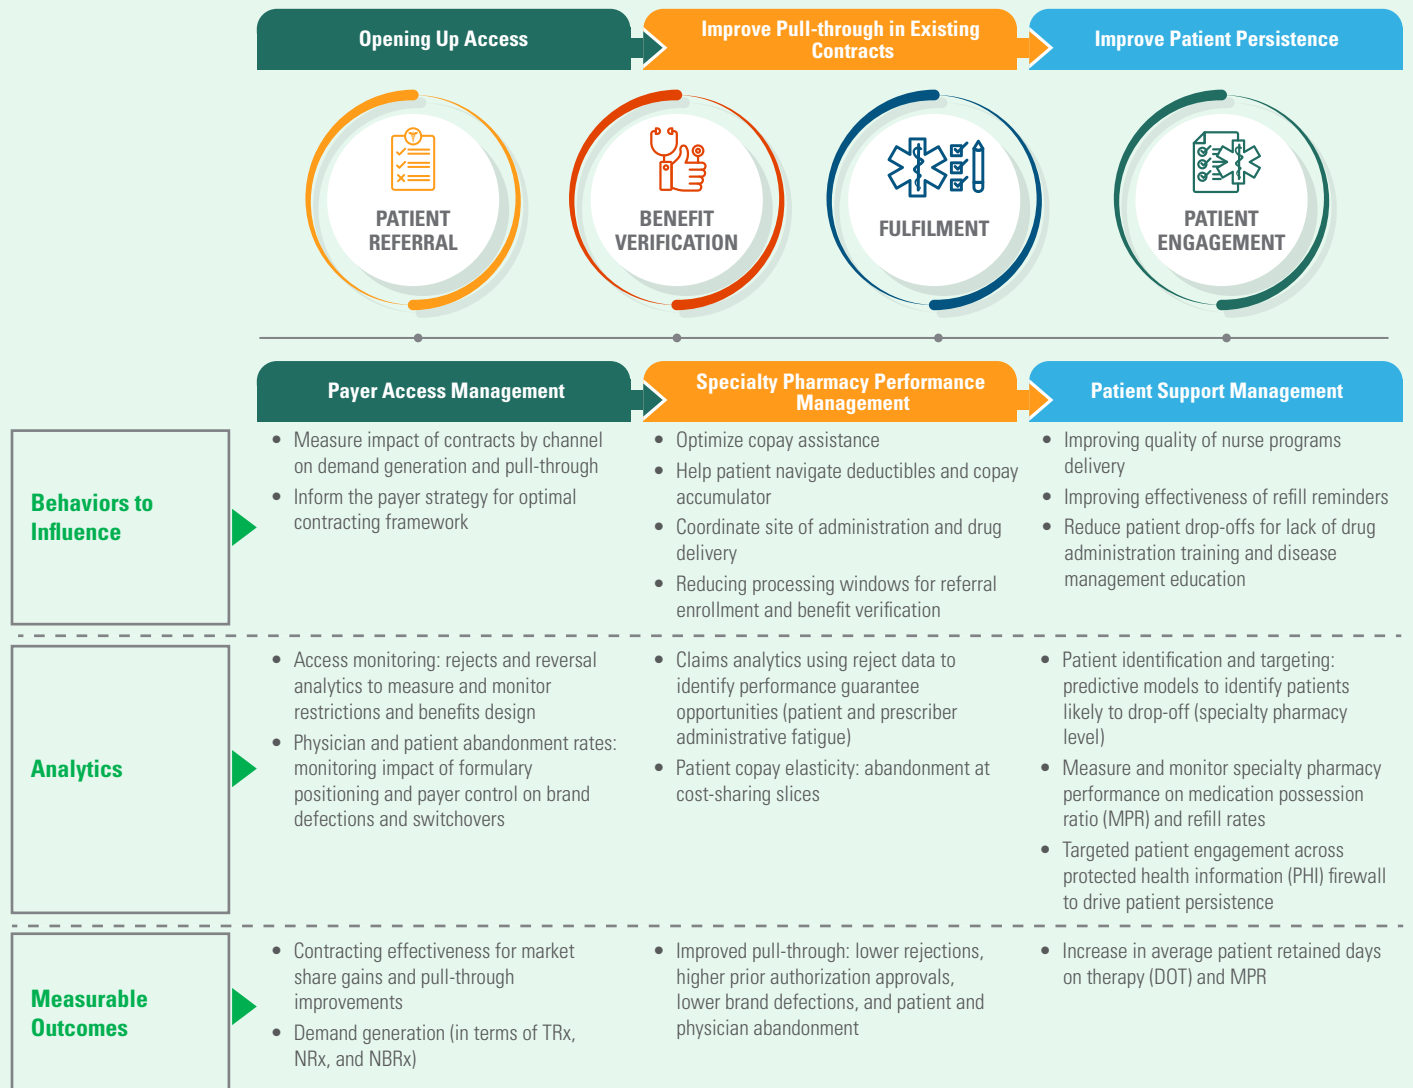 Opening Up Access
Improve Pull-through in Existing
Contracts
Improve Patient Persistence
PATIENT
REFERRAL
BENEFIT
VERIFICATION
FULFILMENT
PATIENT
ENGAGEMENT
Payer Access Management
Specialty Pharmacy Performance
Management
Patient Support Management
Behaviors to
Influence
• Measure impact of contracts by channel
on demand generation and pull-through
• Inform the payer strategy for optimal
contracting framework
• Optimize copay assistance
• Help patient navigate deductibles and copay
accumulator
• Coordinate site of administration and drug
delivery
• Reducing processing windows for referral
enrollment and benefit verification
• Improving quality of nurse programs
delivery
• Improving effectiveness of refill reminders
• Reduce patient drop-offs for lack of drug
administration training and disease
management education
Analytics
• Access monitoring: rejects and reversal
analytics to measure and monitor
restrictions and benefits design
• Physician and patient abandonment rates:
monitoring impact of formulary
positioning and payer control on brand
defections and switchovers
• Claims analytics using reject data to
identify performance guarantee
opportunities (patient and prescriber
administrative fatigue)
• Patient copay elasticity: abandonment at
cost-sharing slices
• Patient identification and targeting:
predictive models to identify patients
likely to drop-off (specialty pharmacy
level)
• Measure and monitor specialty pharmacy
performance on medication possession
ratio (MPR) and refill rates
• Targeted patient engagement across
protected health information (PHI) firewall
to drive patient persistence
Measurable
Outcomes
• Contracting effectiveness for market
share gains and pull-through
improvements
• Demand generation (in terms of TRx,
NRx, and NBRx)
• Improved pull-through: lower rejections,
higher prior authorization approvals,
lower brand defections, and patient and
physician abandonment
• Increase in average patient retained days
on therapy (DOT) and MPR